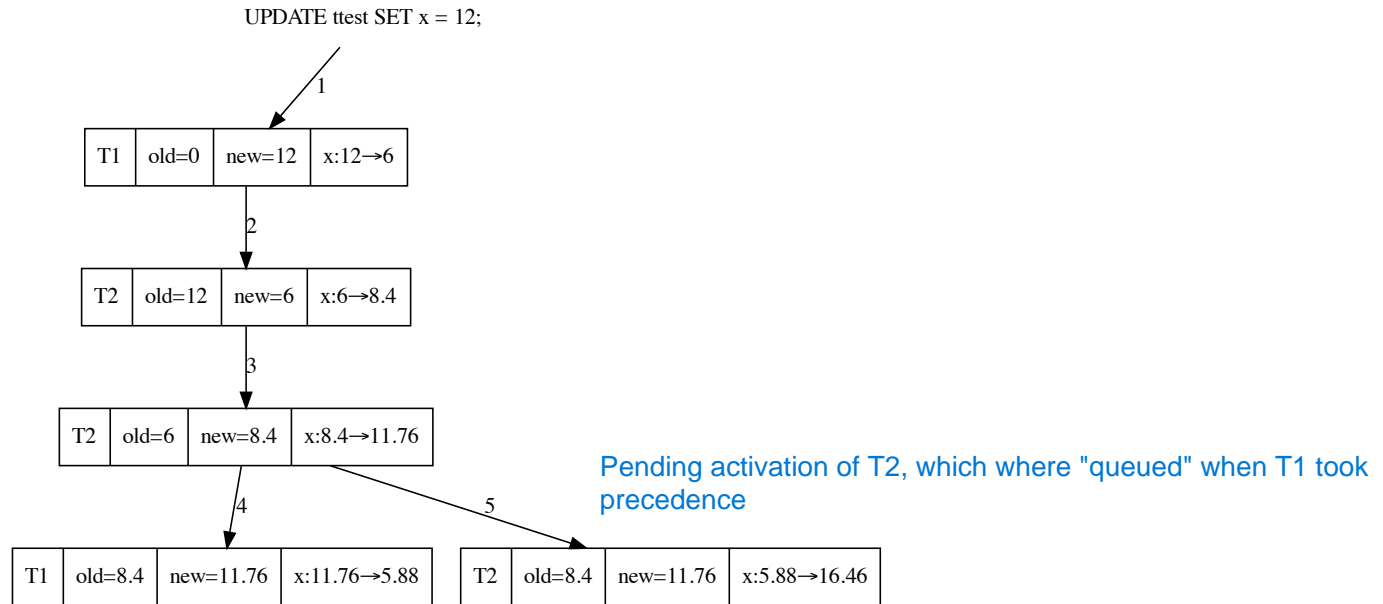 UPDATE ttest SET x = 12;
1
T1 old=0 new=12 x:12→6
2
T2 old=12 new=6 x:6→8.4
3
T2 old=6 new=8.4 x:8.4→11.76
Pending activation of T2, which where "queued" when T1 took
precedence
4 5
T1 old=8.4 new=11.76 x:11.76→5.88 T2 old=8.4 new=11.76 x:5.88→16.46